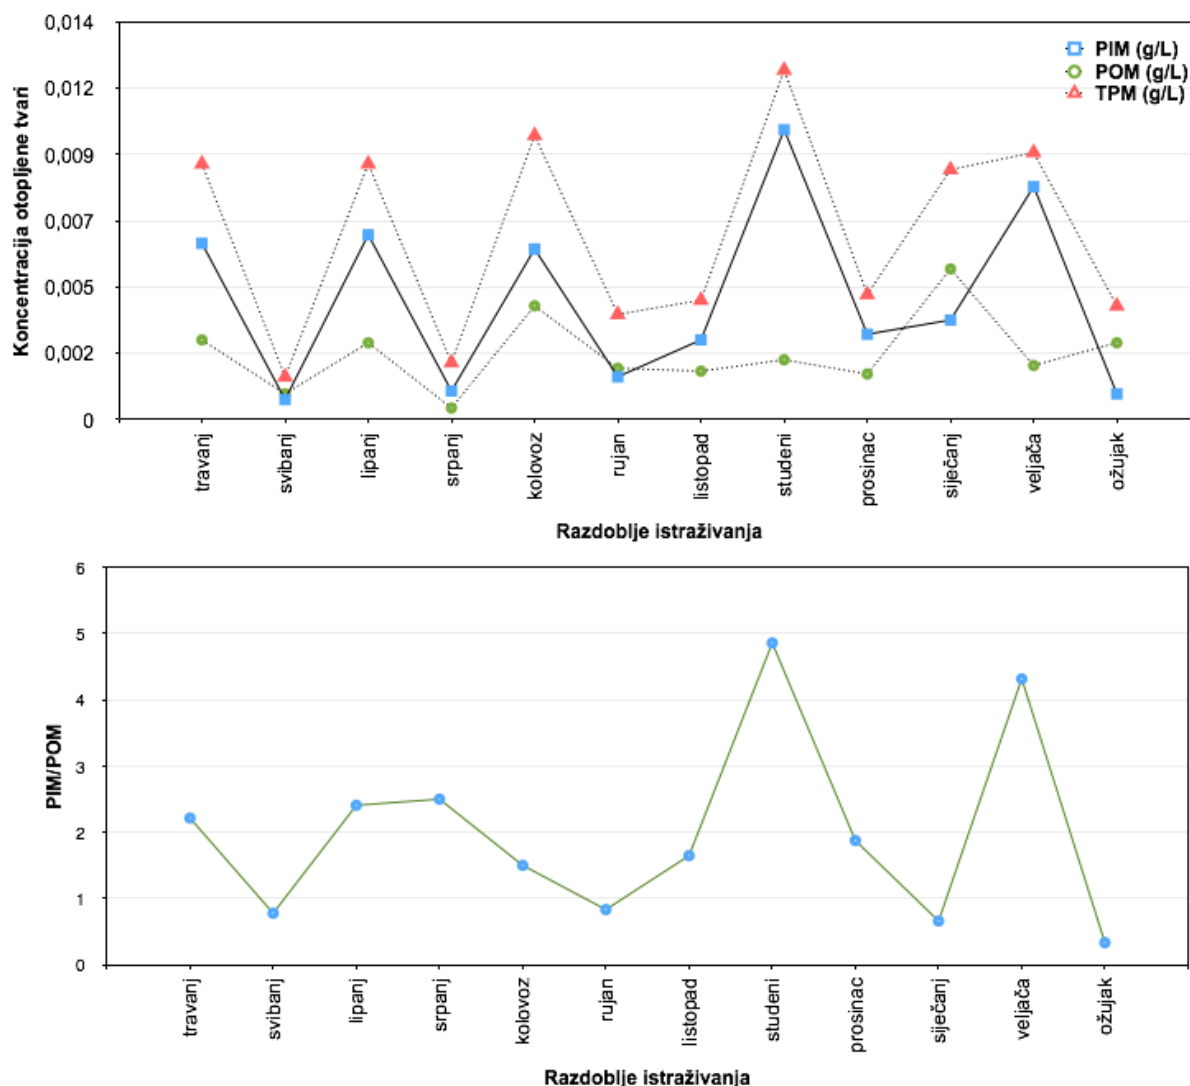 0,014
0,012
0,009
0,007
0,005
0,002
0
Koncentracija otopljene tvari
PIM (g/L)
POM (g/L)
TPM (g/L)
travanj
svibanj
lipanj
srpanj
kolovoz
rujan
listopad
studeni
prosinac
siječanj
veljača
ožujak
Razdoblje istraživanja
6
5
4
3
2
1
0
PIM/POM
travanj
svibanj
lipanj
srpanj
kolovoz
rujan
listopad
studeni
prosinac
siječanj
veljača
ožujak
Razdoblje istraživanja